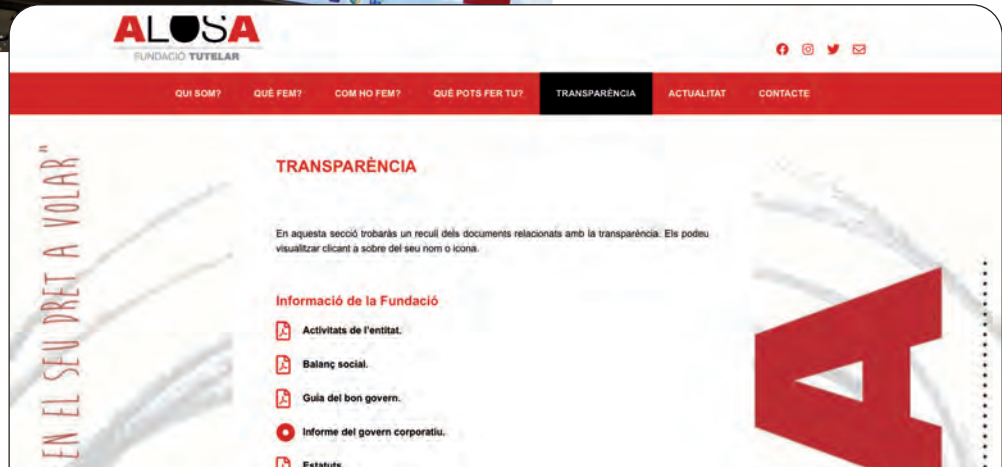 ALOSA
FUNDACIÓ TUTELAR
QUI SOM?
QUÈ FEM?
COM HO FEM?
QUÈ POTS FER TU?
TRANSPARÈNCIA
ACTUALITAT
CONTACTE
EN EL SEU DRET A VOLAR"
TRANSPARÈNCIA
En aquesta secció trobaràs un recull dels documents relacionats amb la transparència. Els podeu
visualitzar clicant a sobre del seu nom o icona.
Informació de la Fundació
Activitats de l'entitat.
Balanç social.
Guia del bon govern.
Informe del govern corporatiu.
Estatuts.
A